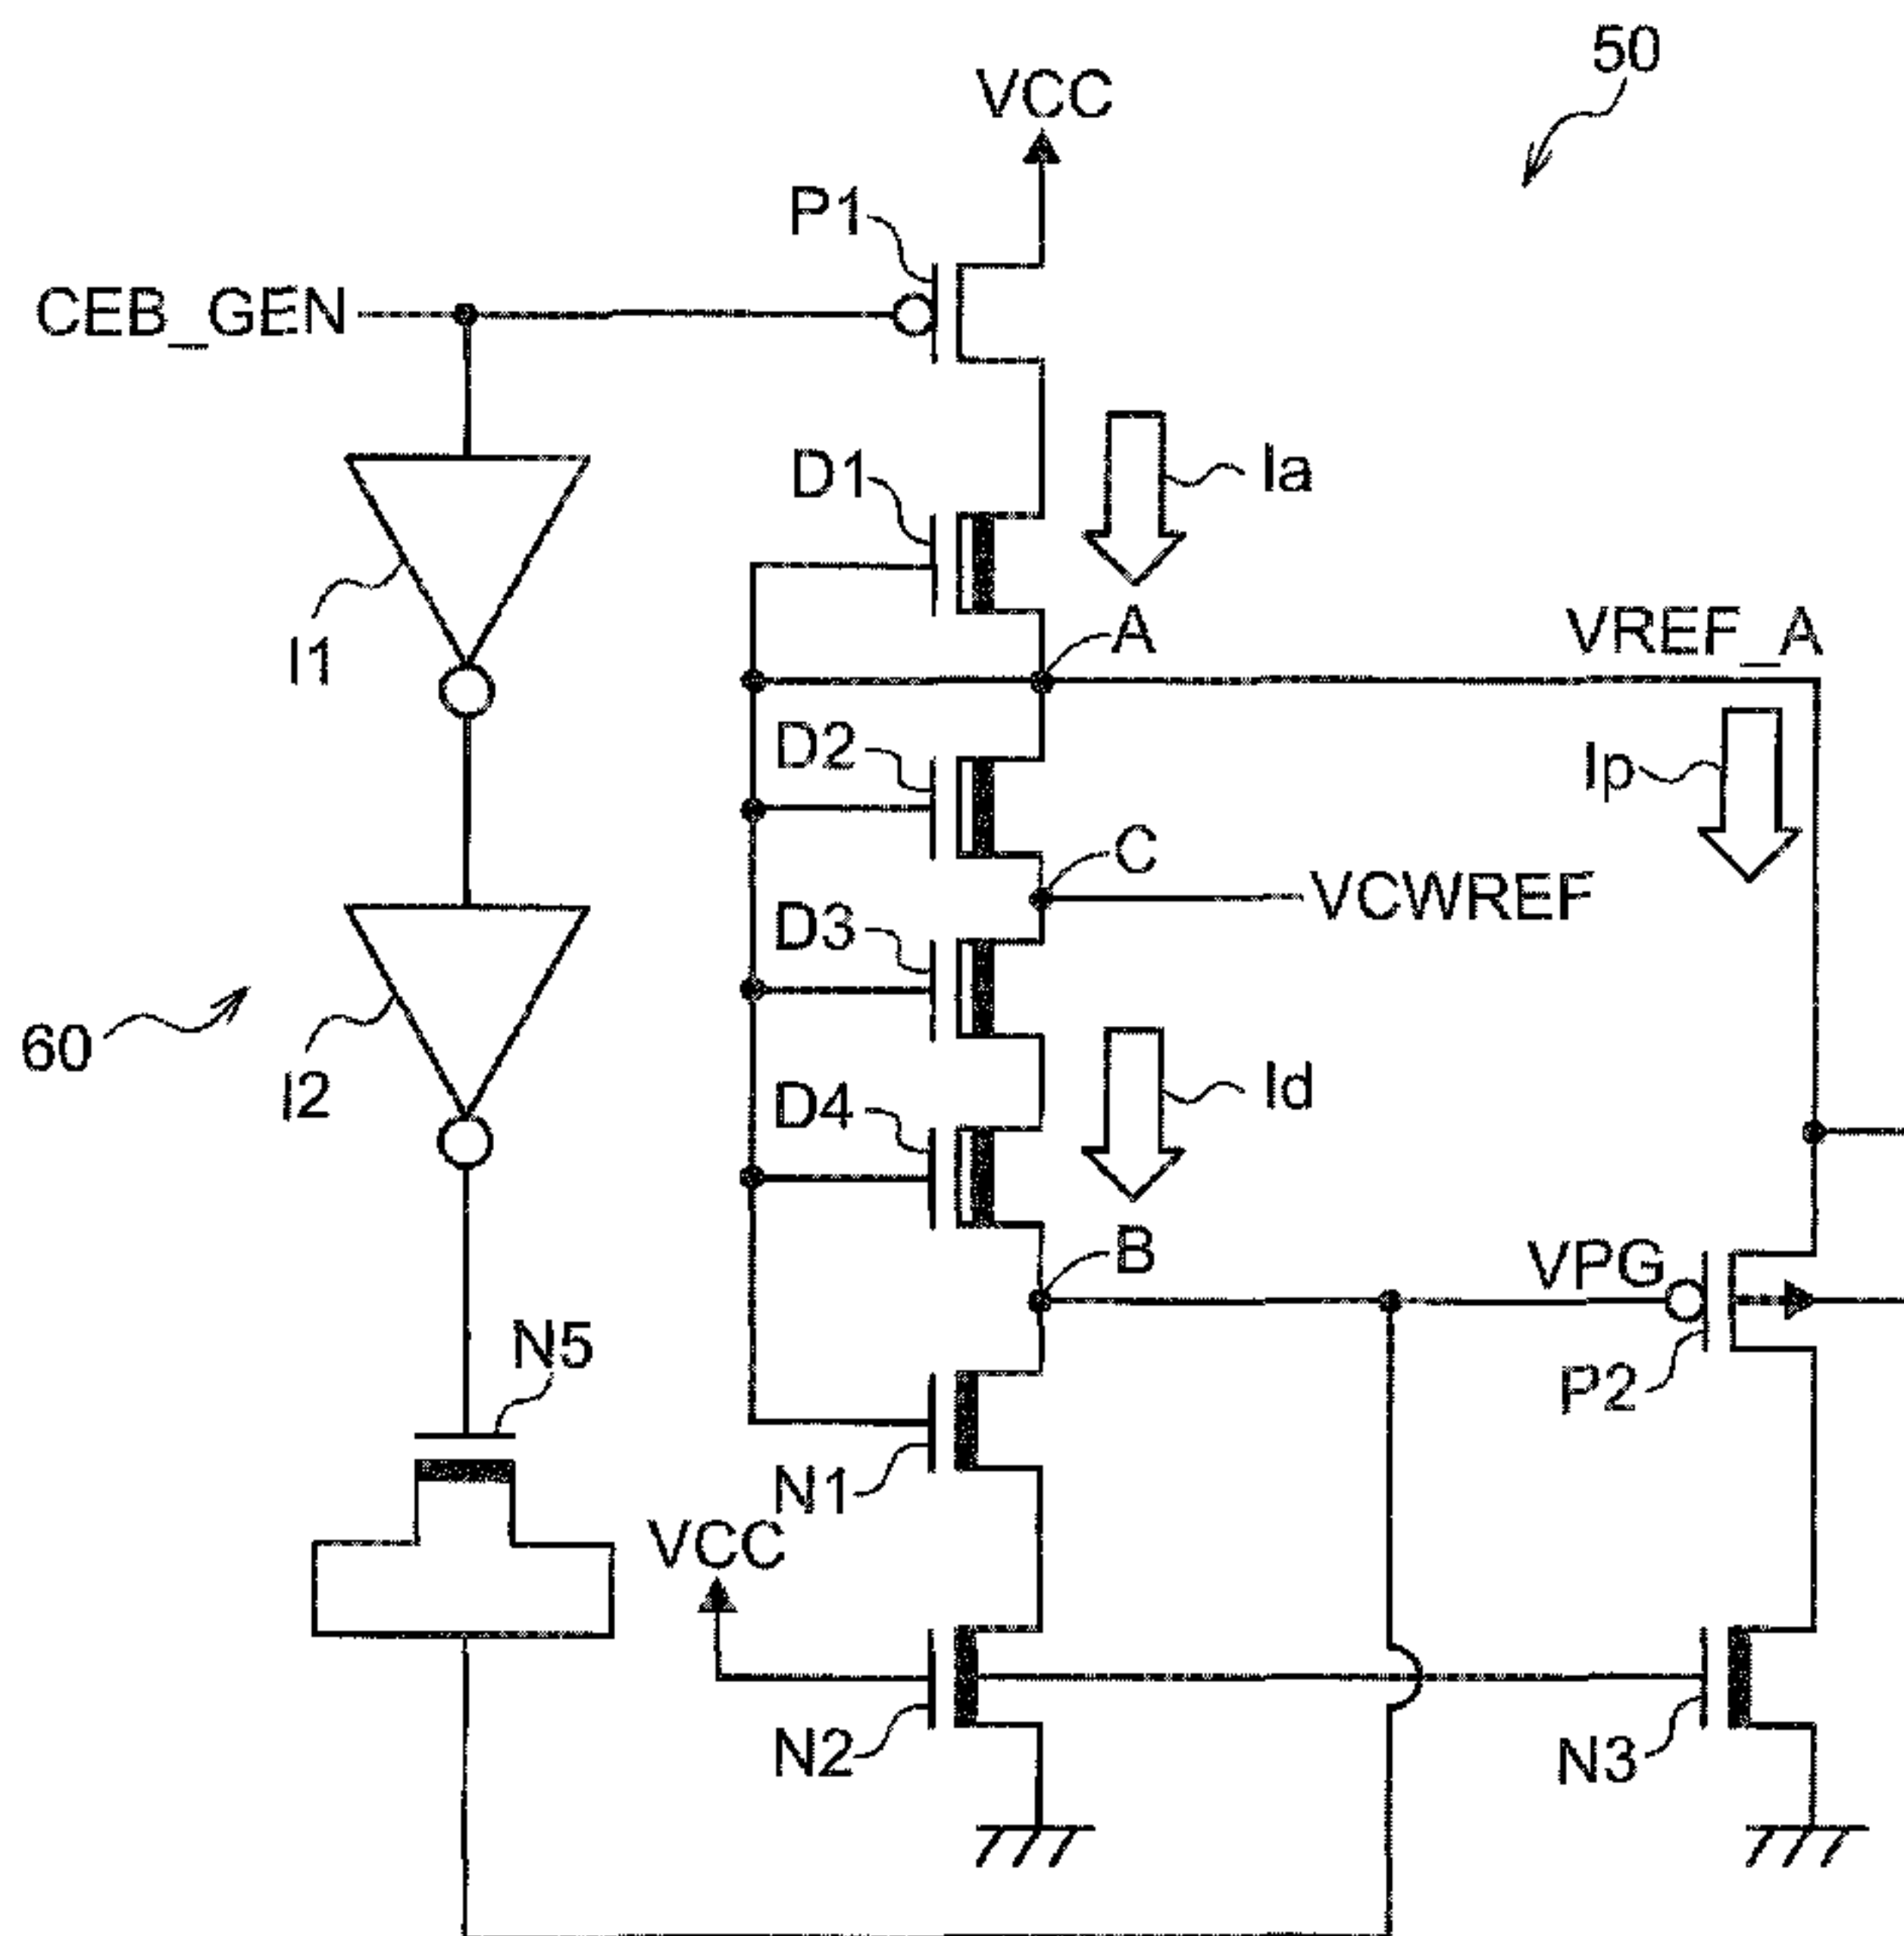 50
VCC
P1
CEB_GEN
D1
Ia
I1
A
VREF_A
D2
Ip
C
VCWREF
D3
60
I2
D4
Id
B
VPG
N5
P2
N1
VCC
N2
N3